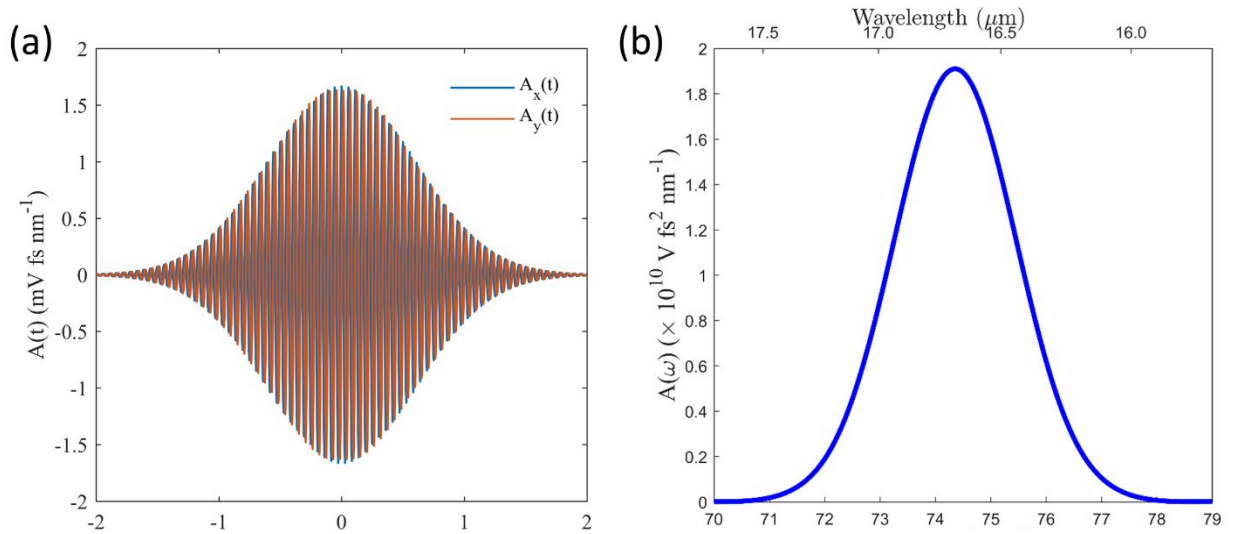 (a)
2
1.5
1
0.5
0
-0.5
-1
-1.5
-2
A(t) (mV fs nm⁻¹)
A_x(t)
A_y(t)
-2 -1 0 1 2
(b)
Wavelength (μm)
17.5 17.0 16.5 16.0
2
1.8
1.6
1.4
1.2
1
0.8
0.6
0.4
0.2
0
A(ω) (× 10¹⁰ V fs² nm⁻¹)
70 71 72 73 74 75 76 77 78 79